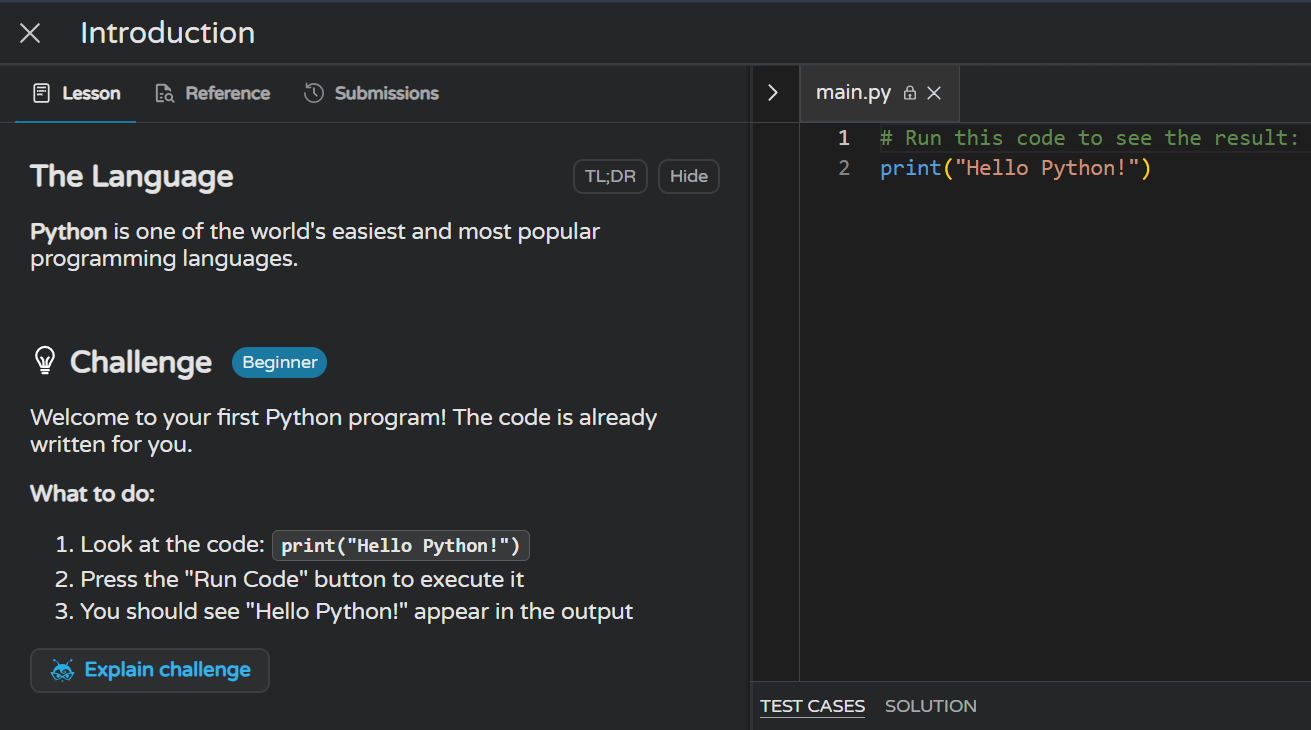 Introduction
Lesson Reference Submissions
The Language
TL;DR Hide
Python is one of the world's easiest and most popular
programming languages.
Challenge Beginner
Welcome to your first Python program! The code is already
written for you.
What to do:
1. Look at the code: print("Hello Python!")
2. Press the "Run Code" button to execute it
3. You should see "Hello Python!" appear in the output
Explain challenge
main.py
1 # Run this code to see the result:
2 print("Hello Python!")
TEST CASES SOLUTION